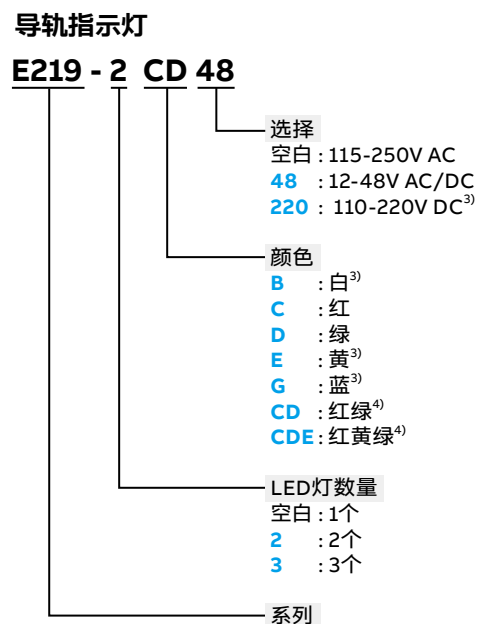 导轨指示灯
E219 - 2 CD 48
选择
空白 : 115-250V AC
48 : 12-48V AC/DC
220 : 110-220V DC3)
颜色
B : 白3)
C : 红
D : 绿
E : 黄3)
G : 蓝3)
CD : 红绿4)
CDE : 红黄绿4)
LED灯数量
空白 : 1个
2 : 2个
3 : 3个
系列